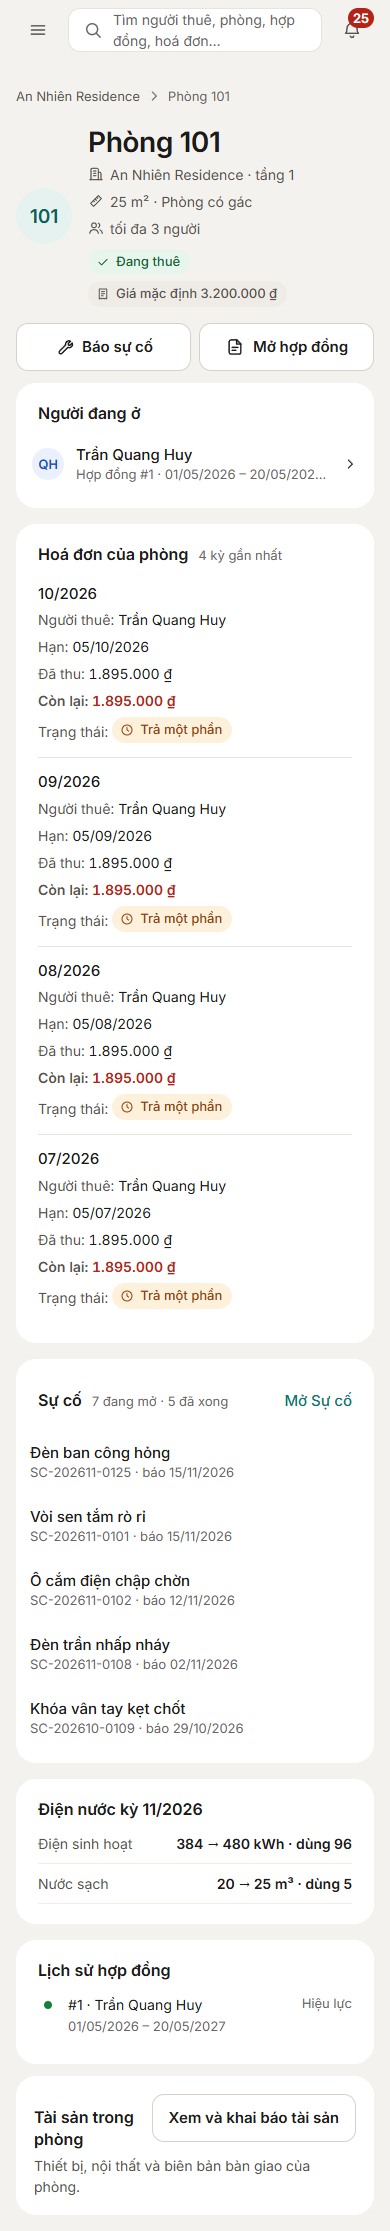 Tìm người thuê, phòng, hợp
đồng, hoá đơn...
25
An Nhiên Residence > Phòng 101
101
Phòng 101
An Nhiên Residence · tầng 1
25 m² · Phòng có gác
tối đa 3 người
Đang thuê
Giá mặc định 3.200.000 ₫
Báo sự cố
Mở hợp đồng
Người đang ở
QH
Trần Quang Huy
Hợp đồng #1 · 01/05/2026 – 20/05/202...
Hoá đơn của phòng 4 kỳ gần nhất
10/2026
Người thuê: Trần Quang Huy
Hạn: 05/10/2026
Đã thu: 1.895.000 ₫
Còn lại: 1.895.000 ₫
Trạng thái: Trả một phần
09/2026
Người thuê: Trần Quang Huy
Hạn: 05/09/2026
Đã thu: 1.895.000 ₫
Còn lại: 1.895.000 ₫
Trạng thái: Trả một phần
08/2026
Người thuê: Trần Quang Huy
Hạn: 05/08/2026
Đã thu: 1.895.000 ₫
Còn lại: 1.895.000 ₫
Trạng thái: Trả một phần
07/2026
Người thuê: Trần Quang Huy
Hạn: 05/07/2026
Đã thu: 1.895.000 ₫
Còn lại: 1.895.000 ₫
Trạng thái: Trả một phần
Sự cố 7 đang mở · 5 đã xong Mở Sự cố
Đèn ban công hỏng
SC-202611-0125 · báo 15/11/2026
Vòi sen tắm rò rỉ
SC-202611-0101 · báo 15/11/2026
Ổ cắm điện chập chờn
SC-202611-0102 · báo 12/11/2026
Đèn trần nhấp nháy
SC-202611-0108 · báo 02/11/2026
Khóa vân tay kẹt chốt
SC-202610-0109 · báo 29/10/2026
Điện nước kỳ 11/2026
Điện sinh hoạt 384 → 480 kWh · dùng 96
Nước sạch 20 → 25 m³ · dùng 5
Lịch sử hợp đồng
#1 · Trần Quang Huy Hiệu lực
01/05/2026 – 20/05/2027
Tài sản trong
phòng
Xem và khai báo tài sản
Thiết bị, nội thất và biên bản bàn giao của
phòng.